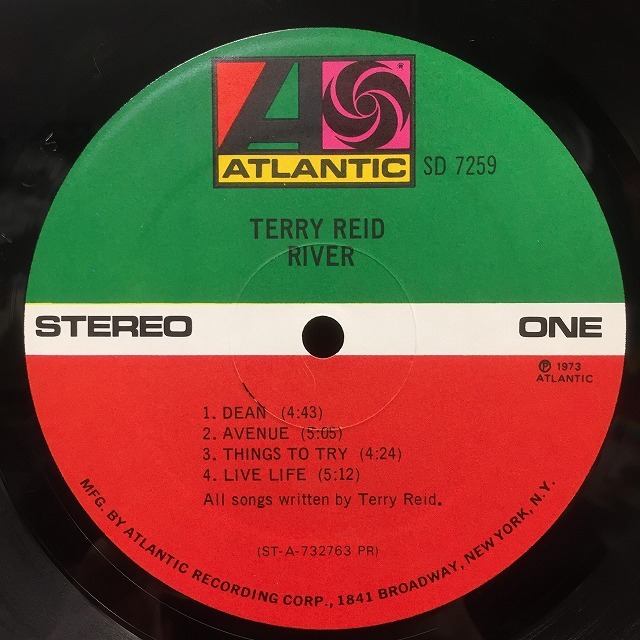 ATLANTIC
SD 7259
TERRY REID
RIVER
STEREO
ONE
℗ 1973
ATLANTIC
1. DEAN (4:43)
2. AVENUE (5:05)
3. THINGS TO TRY (4:24)
4. LIVE LIFE (5:12)
All songs written by Terry Reid.
(ST-A-732763 PR)
MFG. BY ATLANTIC RECORDING CORP., 1841 BROADWAY, NEW YORK, N.Y.